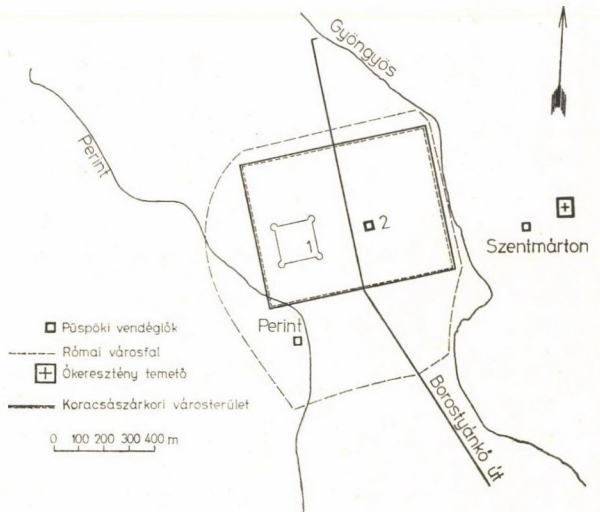 Gyöngyös
Perint
1
2
Szentmárton
Perint
Borostyánkő út
Püspöki vendéglők
Római városfal
Ókeresztény temető
Koracsászárkori városterület
0 100 200 300 400 m